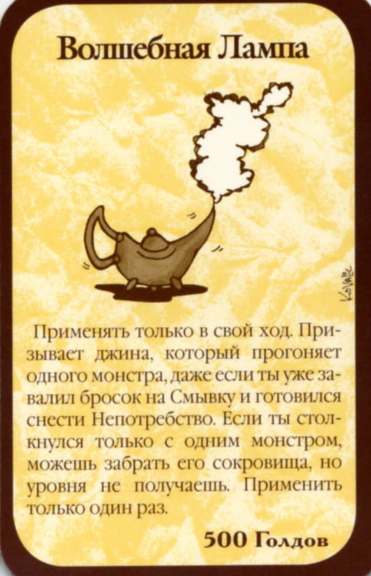 Волшебная Лампа
Применять только в свой ход. При-
зывает джина, который прогоняет
одного монстра, даже если ты уже за-
валил бросок на Смывку и готовился
снести Непотребство. Если ты стол-
кнулся только с одним монстром,
можешь забрать его сокровища, но
уровня не получаешь. Применить
только один раз.
500 Голдов